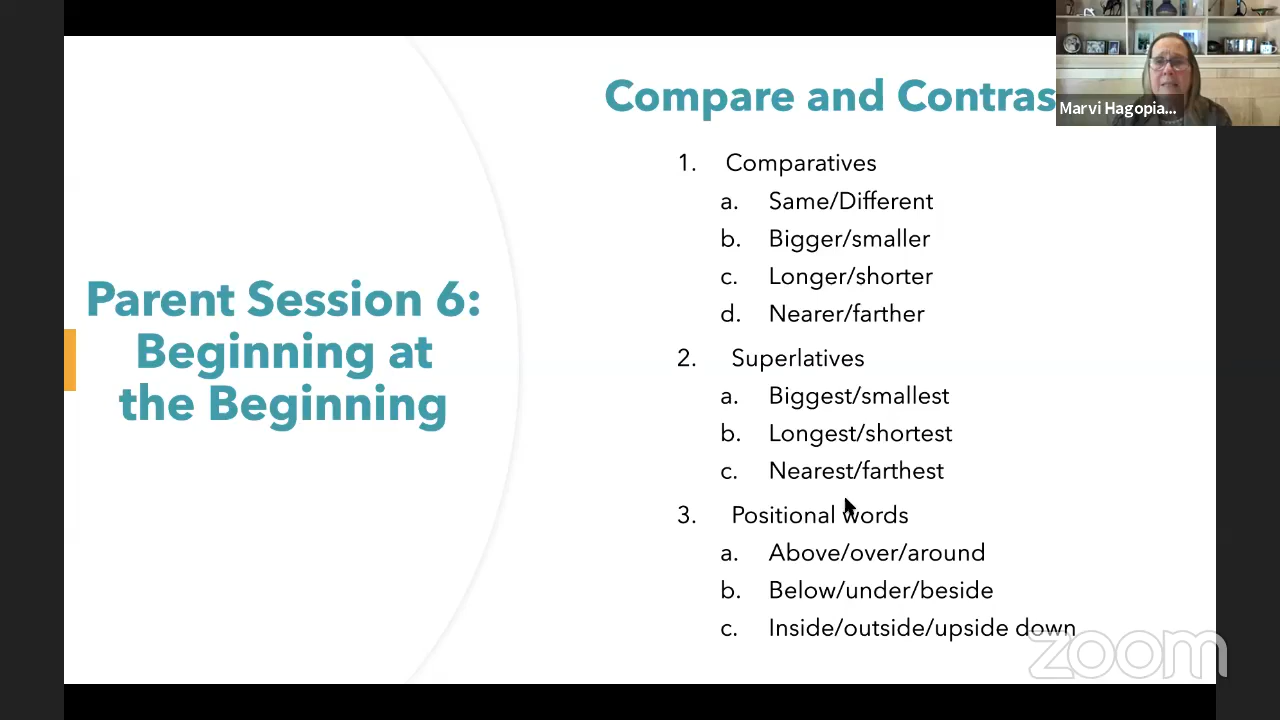 Compare and Contras
Marvi Hagopia...
1. Comparatives
a. Same/Different
b. Bigger/smaller
c. Longer/shorter
d. Nearer/farther
Parent Session 6:
Beginning at
the Beginning
2. Superlatives
a. Biggest/smallest
b. Longest/shortest
c. Nearest/farthest
3. Positional words
a. Above/over/around
b. Below/under/beside
c. Inside/outside/upside down
zoom